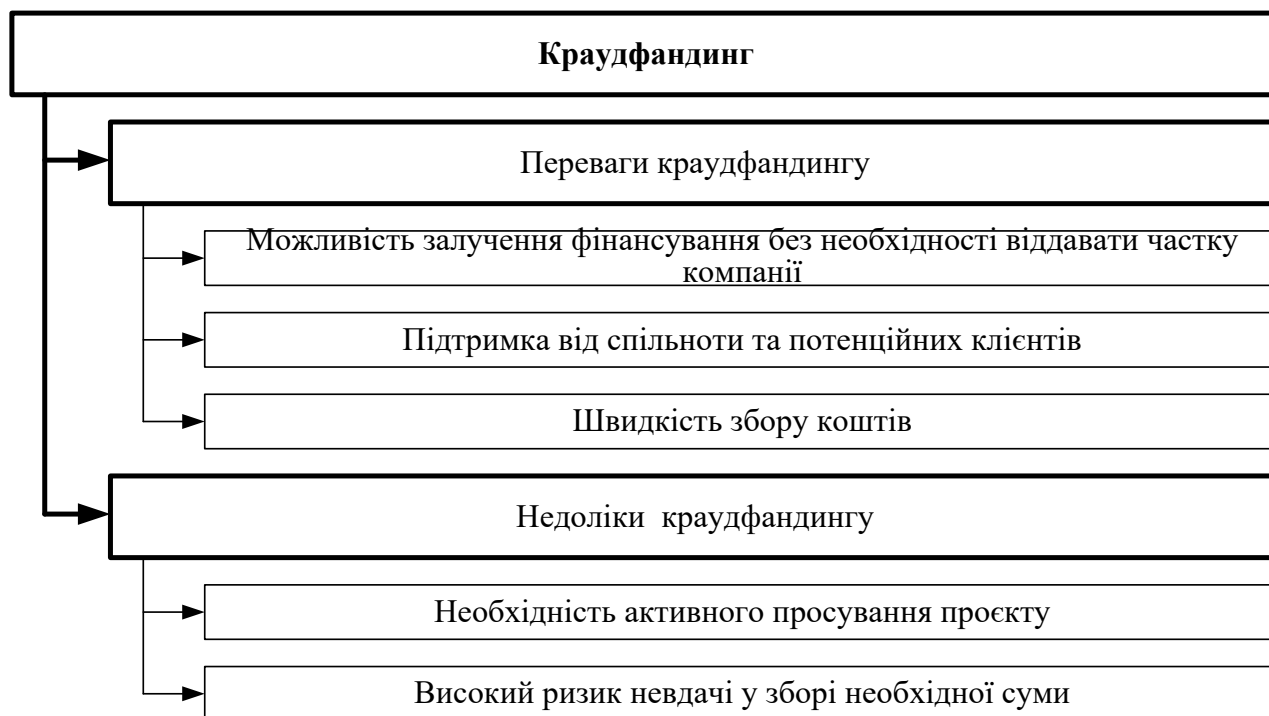 Краудфандинг
Переваги краудфандингу
Можливість залучення фінансування без необхідності віддавати частку
компанії
Підтримка від спільноти та потенційних клієнтів
Швидкість збору коштів
Недоліки  краудфандингу
Необхідність активного просування проєкту
Високий ризик невдачі у зборі необхідної суми